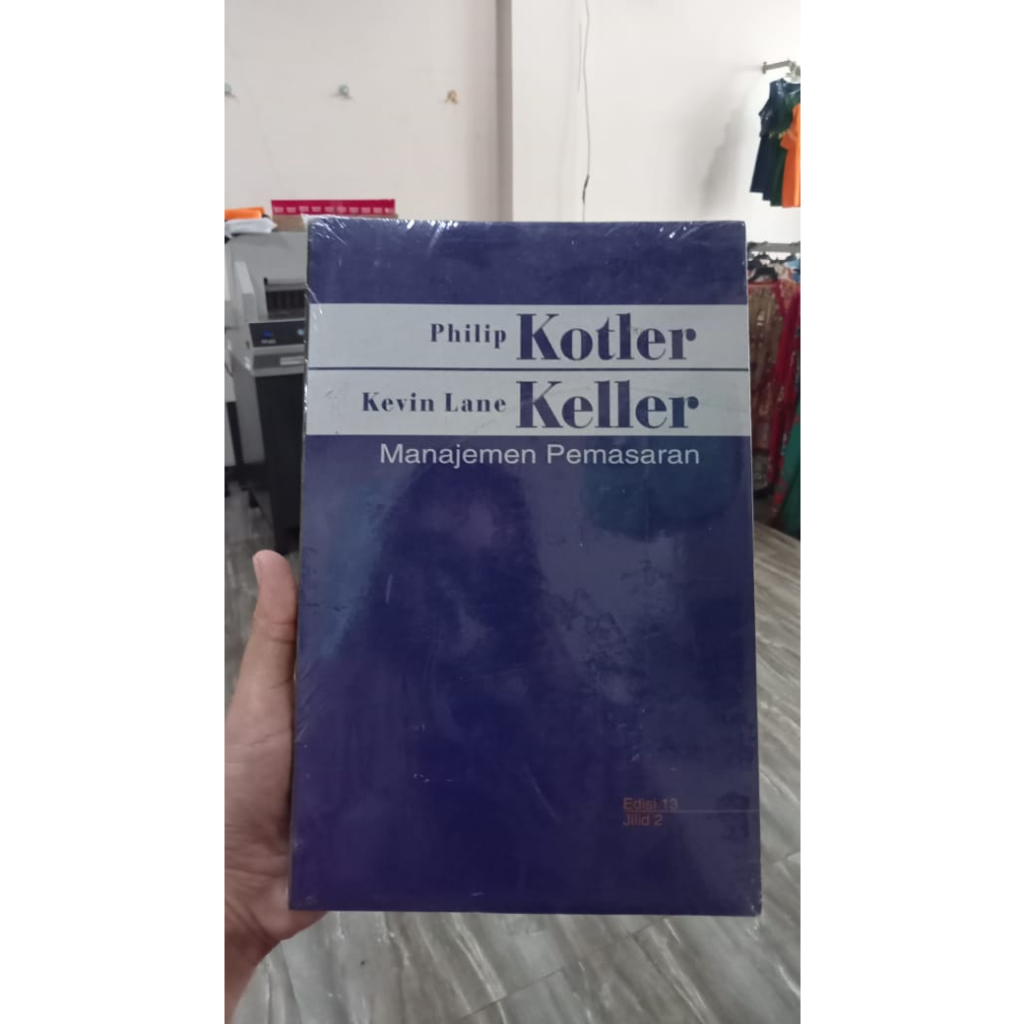 Philip Kotler
Kevin Lane Keller
Manajemen Pemasaran
Edisi 13
Jilid 2